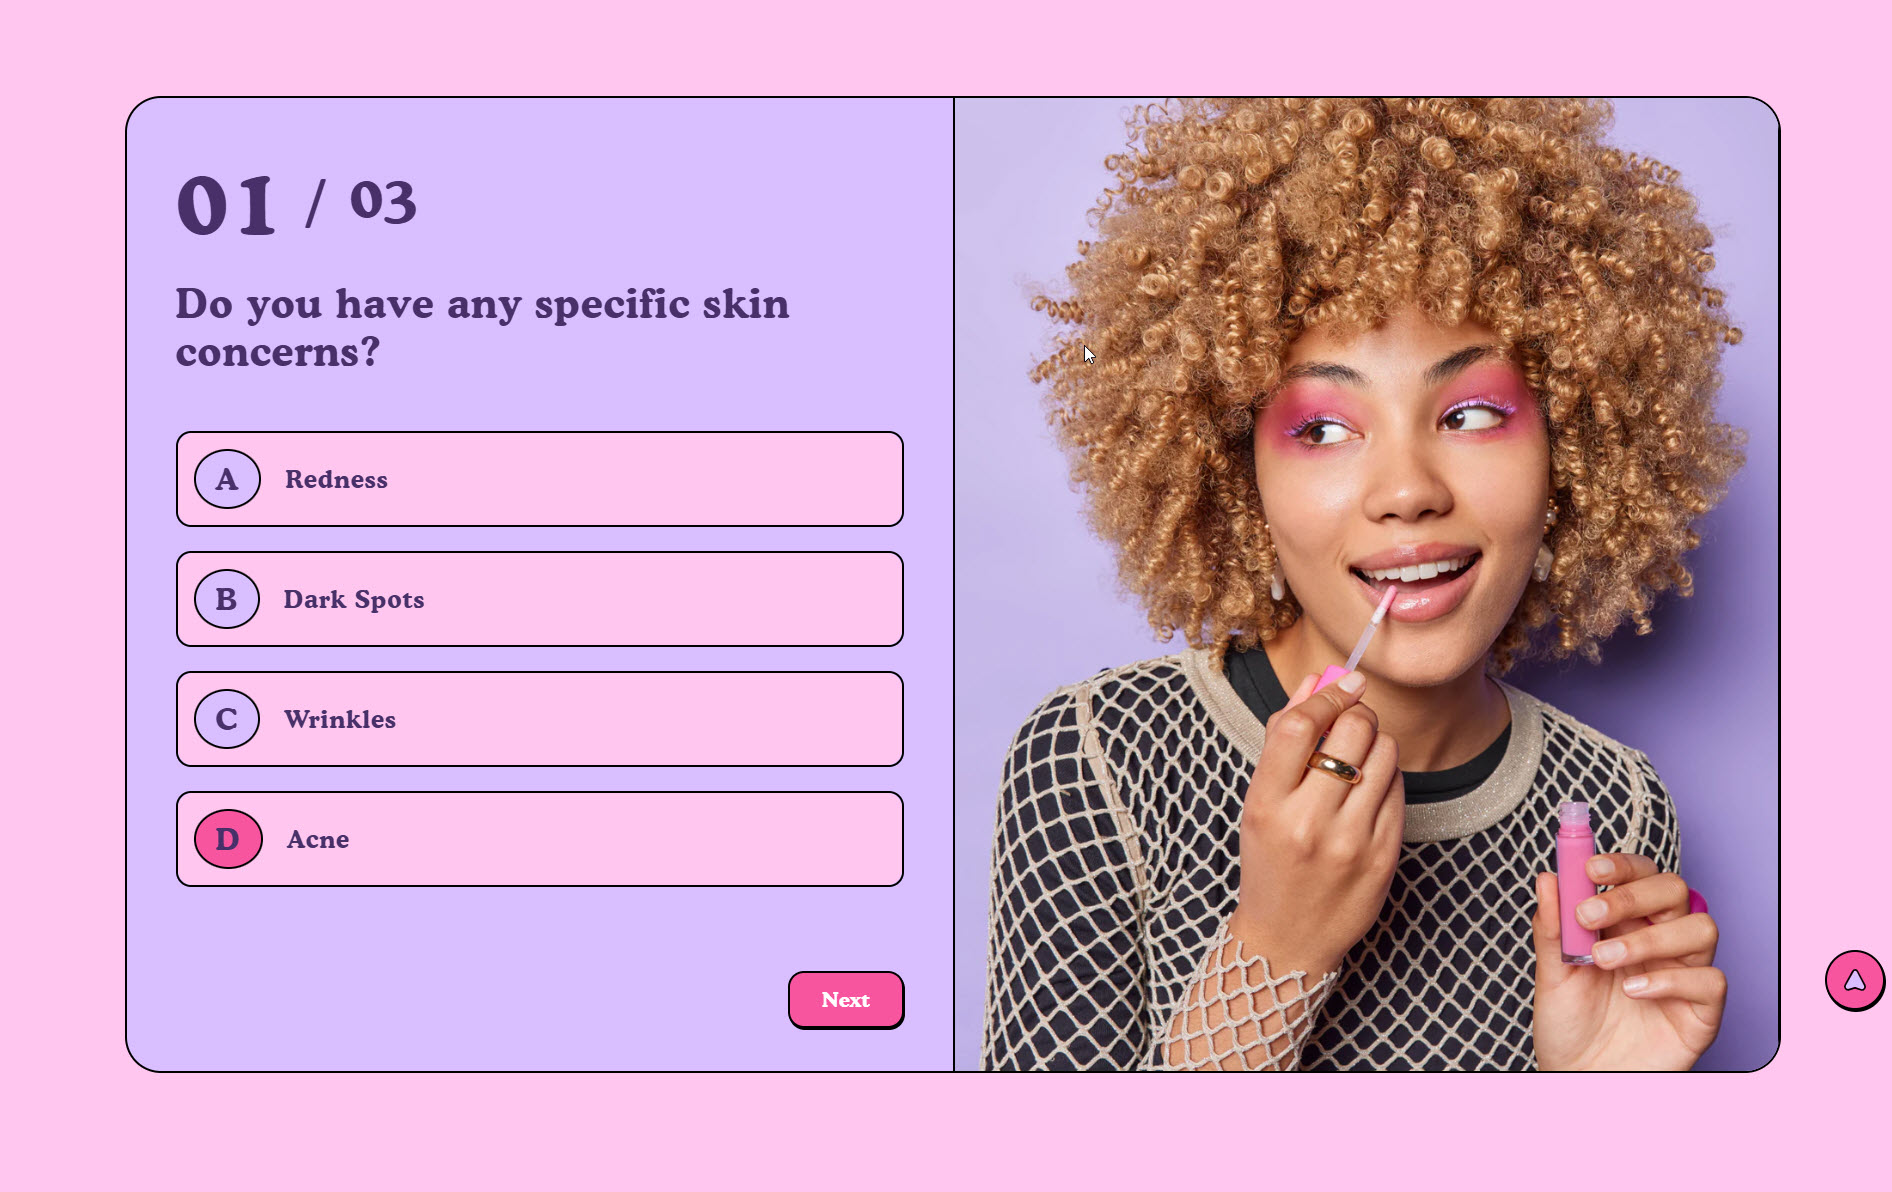 01 / 03
Do you have any specific skin
concerns?
A Redness
B Dark Spots
C Wrinkles
D Acne
Next